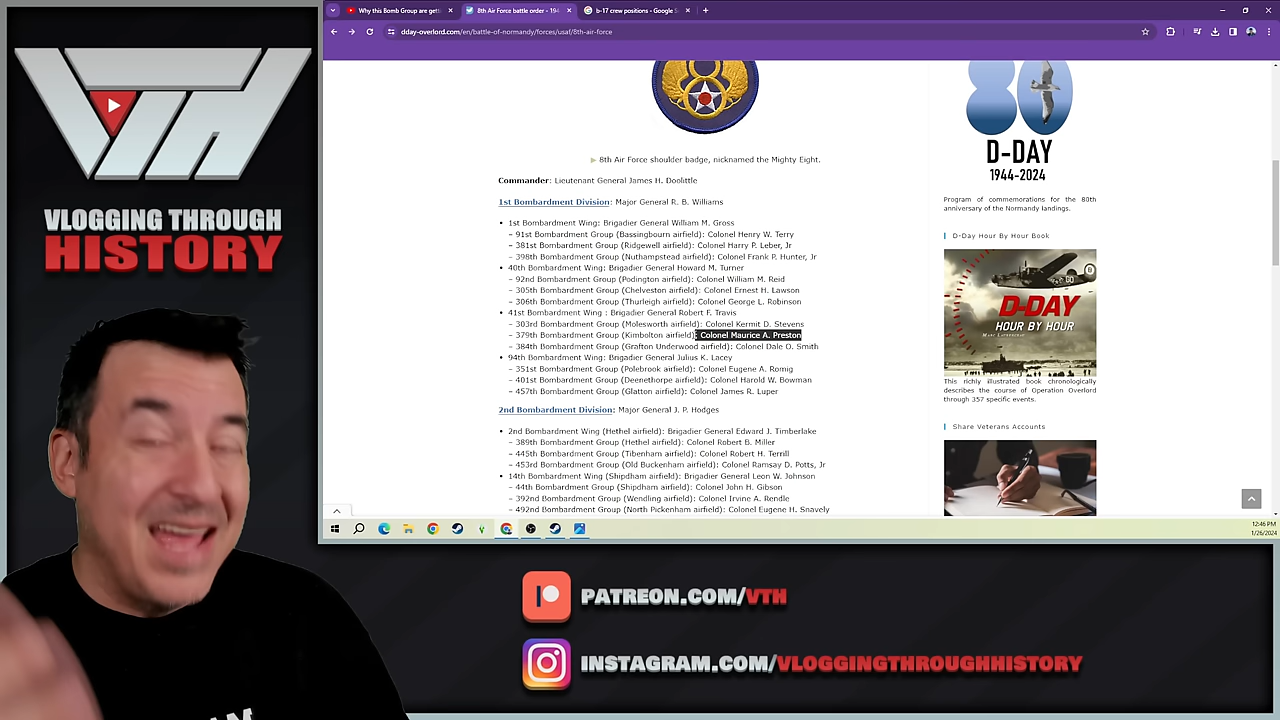 Why this Bomb Group are gett
8th Air Force battle order - 194
b-17 crew positions - Google S
dday-overlord.com/en/battle-of-normandy/forces/usaf/8th-air-force
VTH
VLOGGING THROUGH
HISTORY
8th Air Force shoulder badge, nicknamed the Mighty Eight.
Commander: Lieutenant General James H. Doolittle
1st Bombardment Division: Major General R. B. Williams
• 1st Bombardment Wing: Brigadier General William M. Gross
– 91st Bombardment Group (Bassingbourn airfield): Colonel Henry W. Terry
– 381st Bombardment Group (Ridgewell airfield): Colonel Harry P. Leber, Jr
– 398th Bombardment Group (Nuthampstead airfield): Colonel Frank P. Hunter, Jr
• 40th Bombardment Wing: Brigadier General Howard M. Turner
– 92nd Bombardment Group (Podington airfield): Colonel William M. Reid
– 305th Bombardment Group (Chelveston airfield): Colonel Ernest H. Lawson
– 306th Bombardment Group (Thurleigh airfield): Colonel George L. Robinson
• 41st Bombardment Wing : Brigadier General Robert F. Travis
– 303rd Bombardment Group (Molesworth airfield): Colonel Kermit D. Stevens
– 379th Bombardment Group (Kimbolton airfield): Colonel Maurice A. Preston
– 384th Bombardment Group (Grafton Underwood airfield): Colonel Dale O. Smith
• 94th Bombardment Wing: Brigadier General Julius K. Lacey
– 351st Bombardment Group (Polebrook airfield): Colonel Eugene A. Romig
– 401st Bombardment Group (Deenethorpe airfield): Colonel Harold W. Bowman
– 457th Bombardment Group (Glatton airfield): Colonel James R. Luper
2nd Bombardment Division: Major General J. P. Hodges
• 2nd Bombardment Wing (Hethel airfield): Brigadier General Edward J. Timberlake
– 389th Bombardment Group (Hethel airfield): Colonel Robert B. Miller
– 445th Bombardment Group (Tibenham airfield): Colonel Robert H. Terrill
– 453rd Bombardment Group (Old Buckenham airfield): Colonel Ramsay D. Potts, Jr
• 14th Bombardment Wing (Shipdham airfield): Brigadier General Leon W. Johnson
– 44th Bombardment Group (Shipdham airfield): Colonel John H. Gibson
– 392nd Bombardment Group (Wendling airfield): Colonel Irvine A. Rendle
– 492nd Bombardment Group (North Pickenham airfield): Colonel Eugene H. Snavely
D-DAY
1944-2024
Program of commemorations for the 80th
anniversary of the Normandy landings.
D-Day Hour By Hour Book
D-DAY
HOUR BY HOUR
This richly illustrated book chronologically
describes the course of Operation Overlord
through 357 specific events.
Share Veterans Accounts
12:46 PM
1/26/2024
PATREON.COM/VTH
INSTAGRAM.COM/VLOGGINGTHROUGHHISTORY